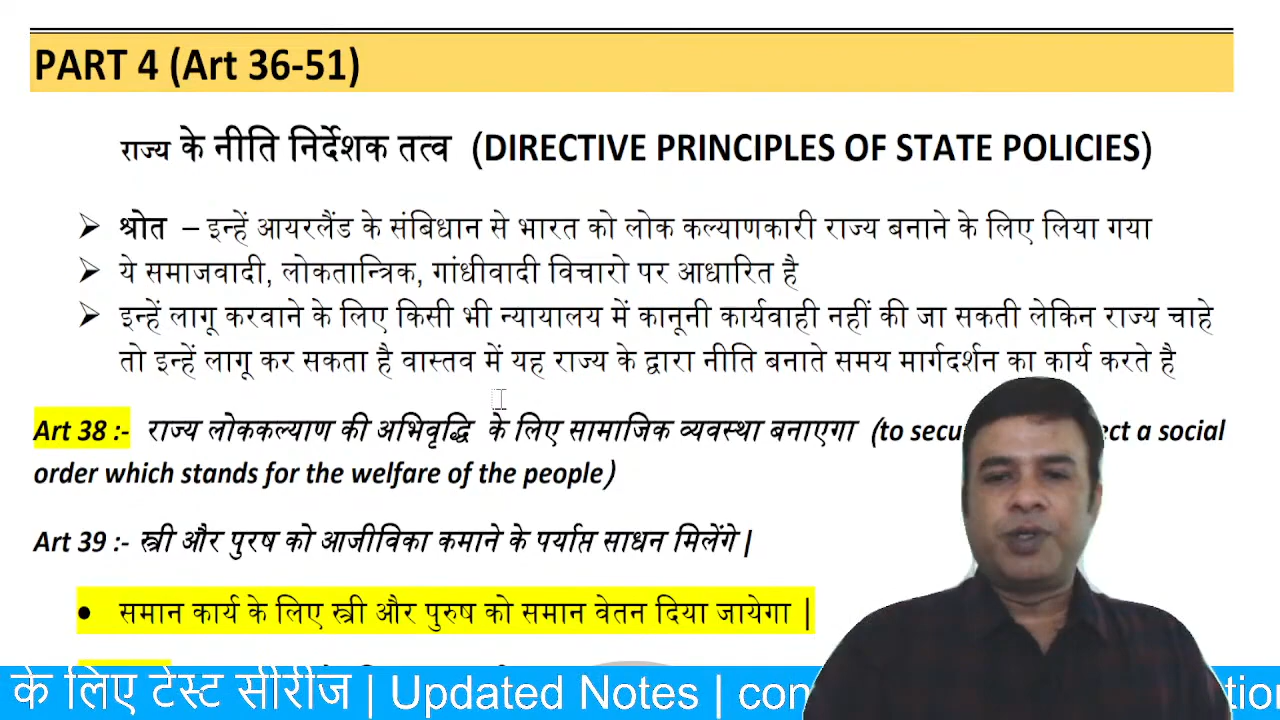 PART 4 (Art 36-51)
राज्य के नीति निर्देशक तत्व (DIRECTIVE PRINCIPLES OF STATE POLICIES)
➢ श्रोत – इन्हें आयरलैंड के संबिधान से भारत को लोक कल्याणकारी राज्य बनाने के लिए लिया गया
➢ ये समाजवादी, लोकतान्त्रिक, गांधीवादी विचारो पर आधारित है
➢ इन्हें लागू करवाने के लिए किसी भी न्यायालय में कानूनी कार्यवाही नहीं की जा सकती लेकिन राज्य चाहे
तो इन्हें लागू कर सकता है वास्तव में यह राज्य के द्वारा नीति बनाते समय मार्गदर्शन का कार्य करते है
Art 38 :- राज्य लोककल्याण की अभिवृद्धि के लिए सामाजिक व्यवस्था बनाएगा (to a social
order which stands for the welfare of the people)
Art 39 :- स्त्री और पुरष को आजीविका कमाने के पर्याप्त साधन मिलेंगे |
• समान कार्य के लिए स्त्री और पुरुष को समान वेतन दिया जायेगा |
के लिए टेस्ट सीरीज | Updated Notes |